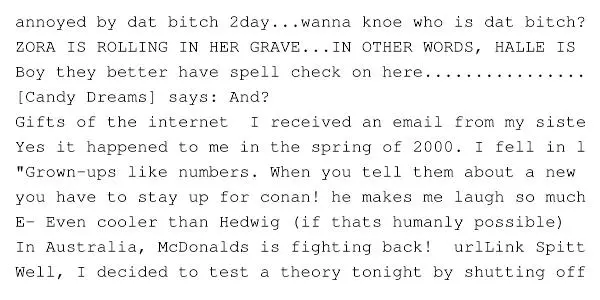 annoyed by dat bitch 2day...wanna knoe who is dat bitch?
ZORA IS ROLLING IN HER GRAVE...IN OTHER WORDS, HALLE IS
Boy they better have spell check on here................
[Candy Dreams] says: And?
Gifts of the internet  I received an email from my siste
Yes it happened to me in the spring of 2000. I fell in l
"Grown-ups like numbers. When you tell them about a new
you have to stay up for conan! he makes me laugh so much
E- Even cooler than Hedwig (if thats humanly possible)
In Australia, McDonalds is fighting back!  urlLink Spitt
Well, I decided to test a theory tonight by shutting off